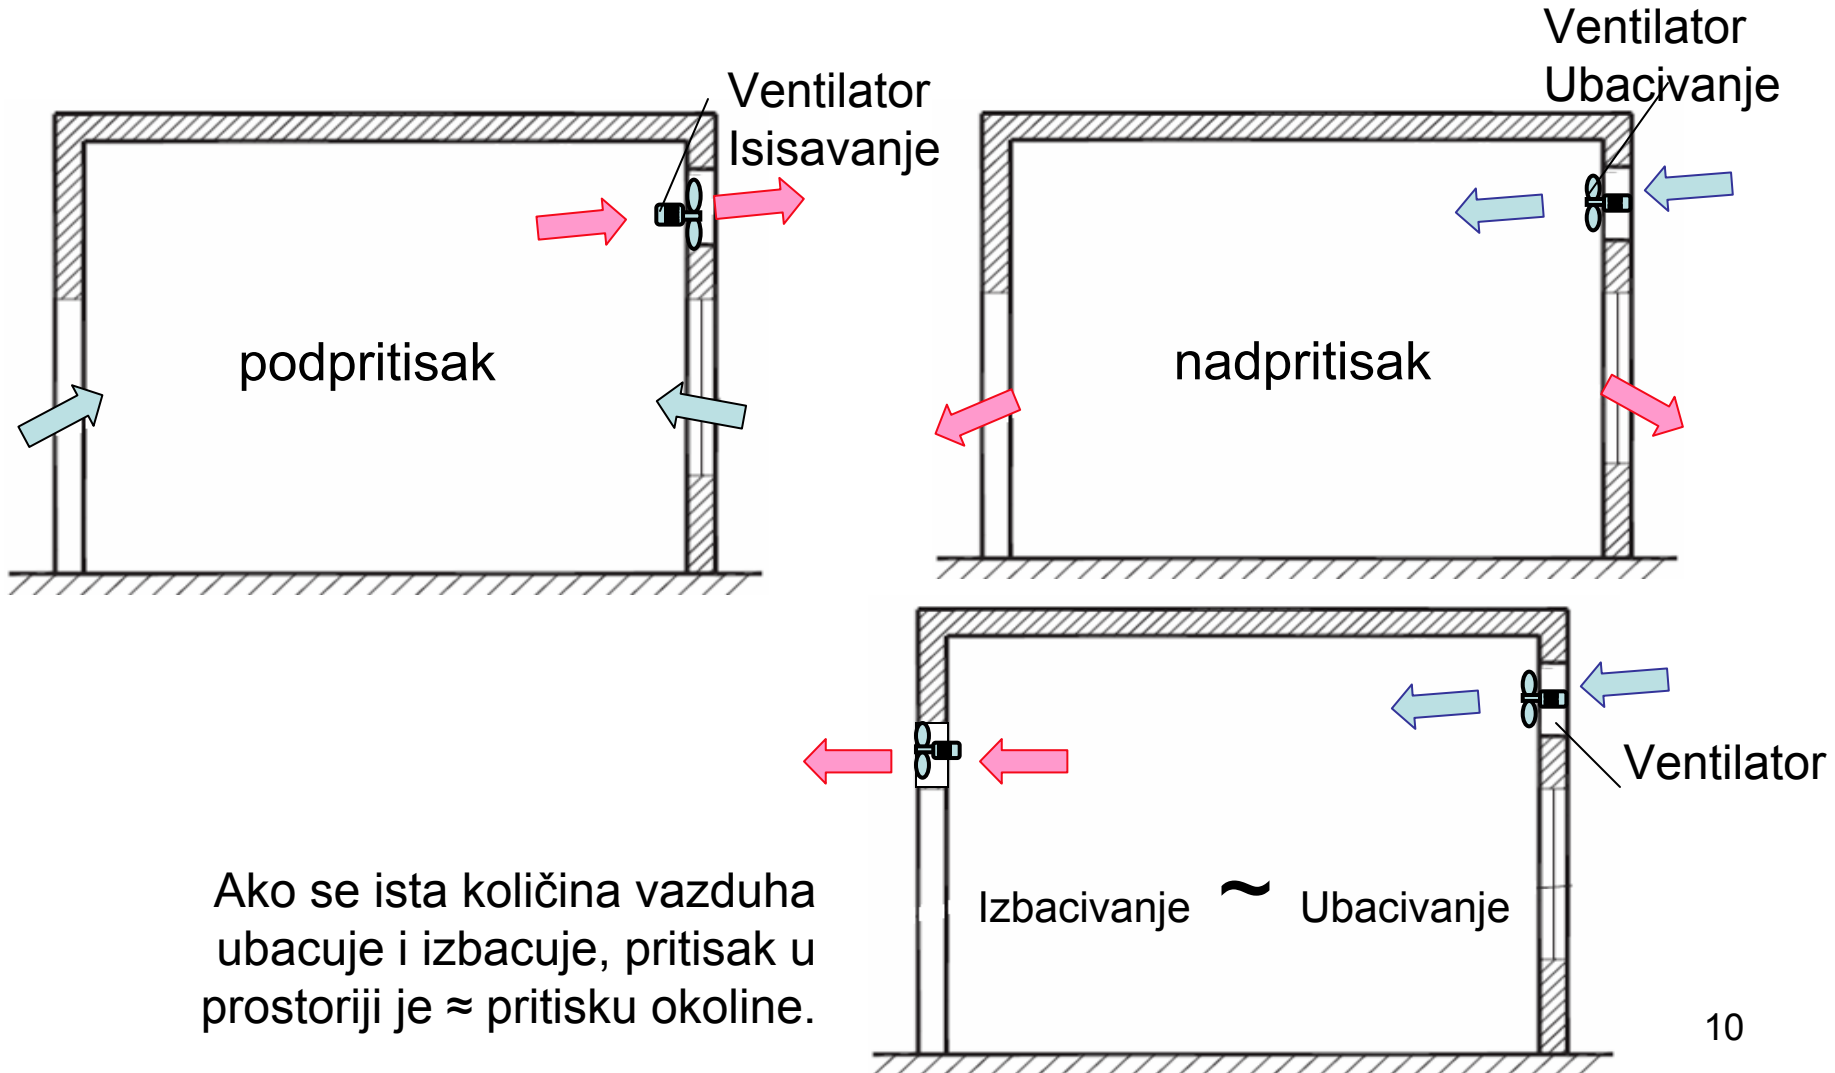 Ventilator
Isisavanje
Ventilator
Ubacivanje
podpritisak
nadpritisak
Ventilator
Izbacivanje ~ Ubacivanje
Ako se ista količina vazduha
ubacuje i izbacuje, pritisak u
prostoriji je ≈ pritisku okoline.
10